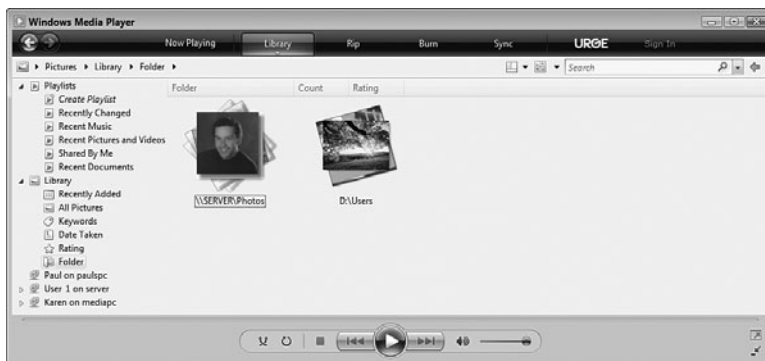 Windows Media Player
Now Playing Library Rip Burn Sync URGE Sign In
Pictures Library Folder Search
Playlists
Create Playlist
Recently Changed
Recent Music
Recent Pictures and Videos
Shared By Me
Recent Documents
Library
Recently Added
All Pictures
Keywords
Date Taken
Rating
Folder
Paul on paulspc
User 1 on server
Karen on mediapc
Folder Count Rating
\\SERVER\Photos D:\Users